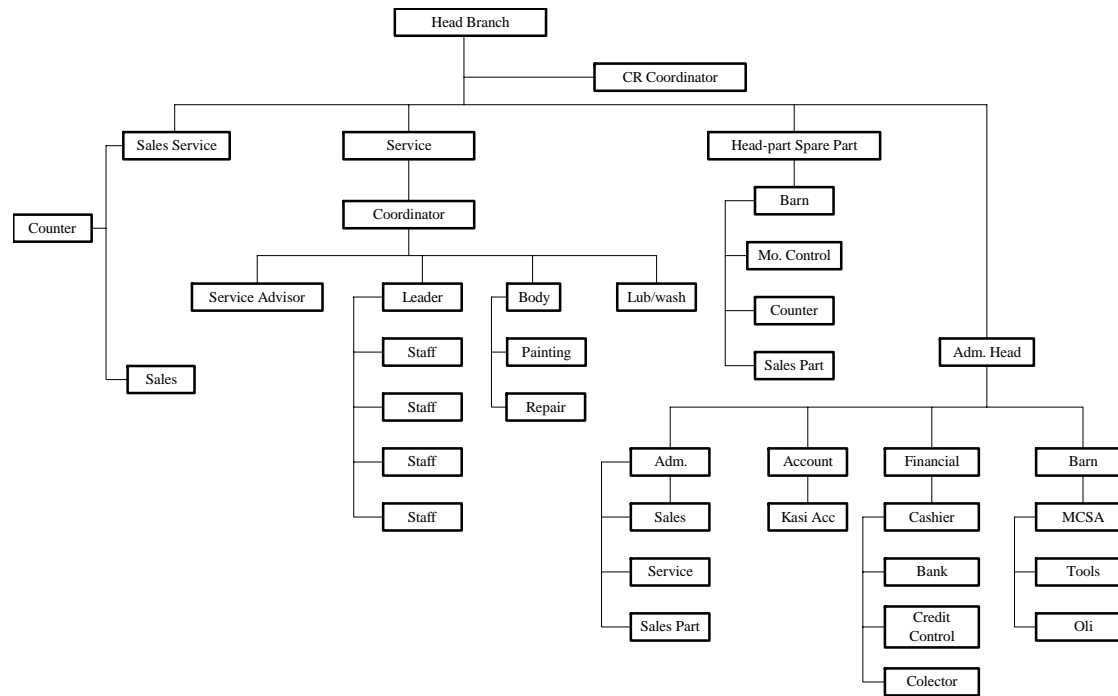 Head Branch
CR Coordinator
Sales Service
Service
Head-part Spare Part
Counter
Coordinator
Barn
Mo. Control
Service Advisor
Leader
Body
Lub/wash
Counter
Staff
Painting
Sales Part
Adm. Head
Sales
Staff
Repair
Staff
Adm.
Account
Financial
Barn
Staff
Sales
Kasi Acc
Cashier
MCSA
Service
Bank
Tools
Sales Part
Credit
Control
Oli
Colector